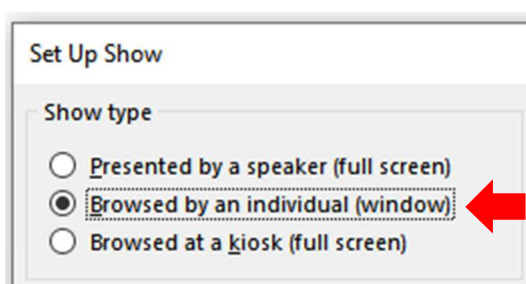 Set Up Show
Show type
Presented by a speaker (full screen)
Browsed by an individual (window)
Browsed at a kiosk (full screen)